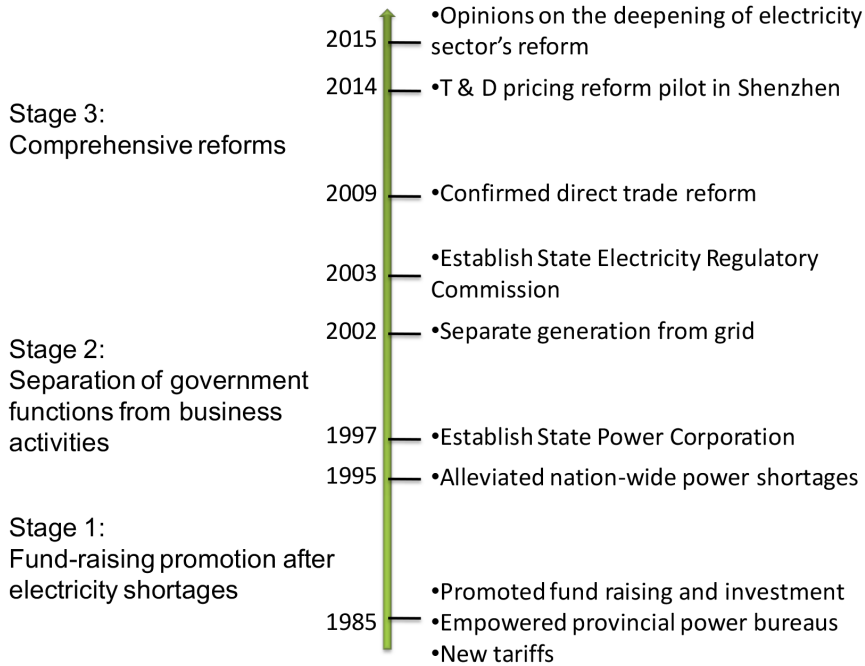 •Opinions on the deepening of electricity
2015
sector's reform
2014
•T & D pricing reform pilot in Shenzhen
Stage 3:
Comprehensive reforms
2009
•Confirmed direct trade reform
•Establish State Electricity Regulatory
2003
Commission
2002
•Separate generation from grid
Stage 2:
Separation of government
functions from business
activities
1997
•Establish State Power Corporation
1995
•Alleviated nation-wide power shortages
Stage 1:
Fund-raising promotion after
electricity shortages
•Promoted fund raising and investment
1985
•Empowered provincial power bureaus
•New tariffs